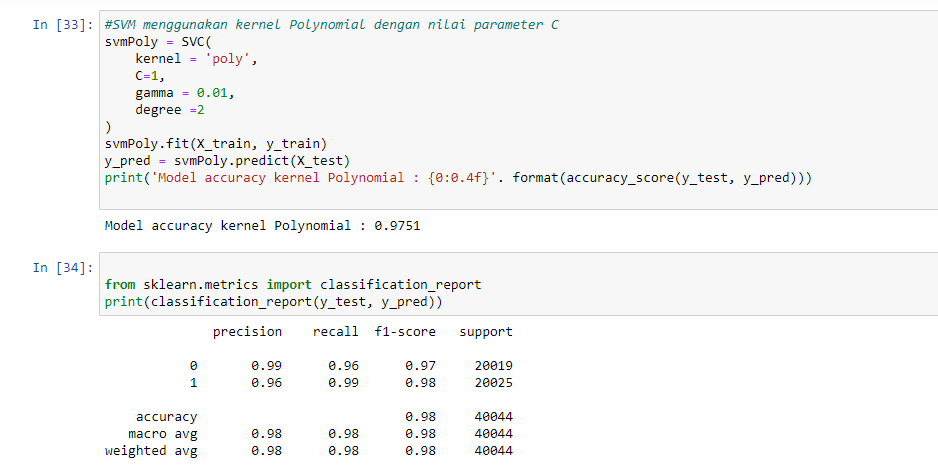 In [33]: #SVM menggunakan kernel Polynomial dengan nilai parameter C
svmPoly = SVC(
    kernel = 'poly',
    C=1,
    gamma = 0.01,
    degree =2
)
svmPoly.fit(X_train, y_train)
y_pred = svmPoly.predict(X_test)
print('Model accuracy kernel Polynomial : {0:0.4f}'. format(accuracy_score(y_test, y_pred)))
Model accuracy kernel Polynomial : 0.9751
In [34]:
from sklearn.metrics import classification_report
print(classification_report(y_test, y_pred))
precision recall f1-score support
0 0.99 0.96 0.97 20019
1 0.96 0.99 0.98 20025
accuracy 0.98 40044
macro avg 0.98 0.98 0.98 40044
weighted avg 0.98 0.98 0.98 40044